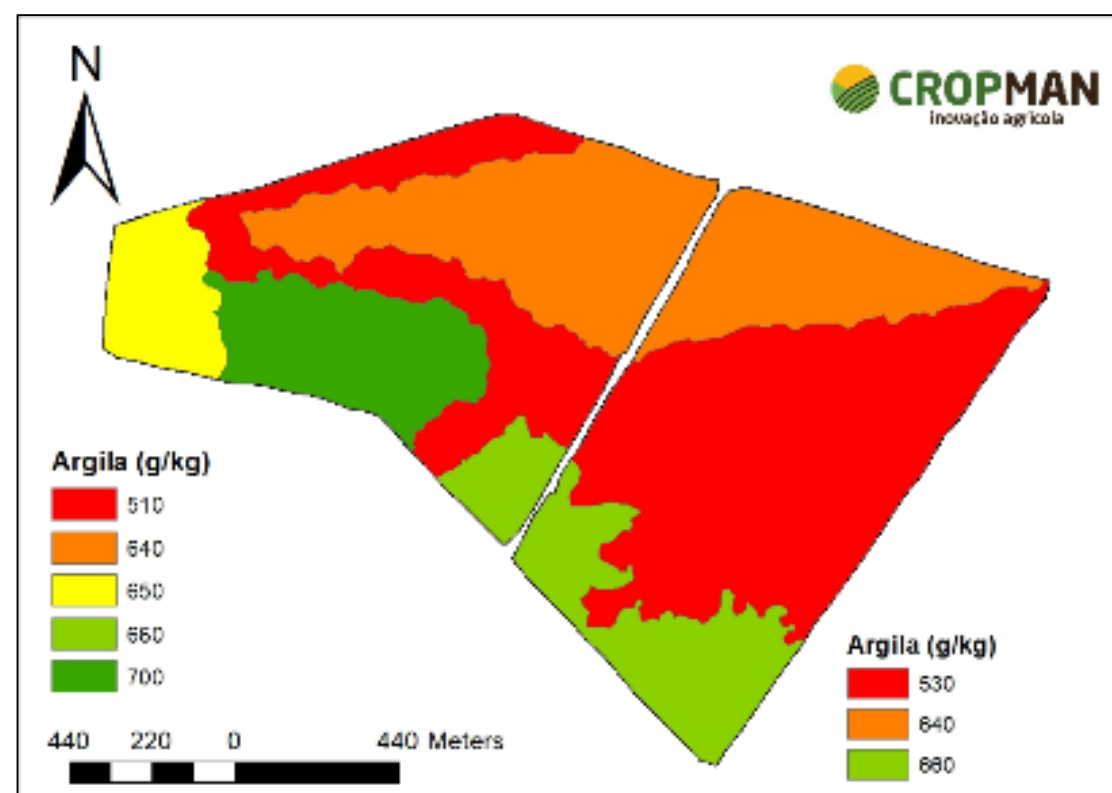 N
CROPMAN
inovação agrícola
Argila (g/kg)
510
640
650
660
700
440 220 0 440 Meters
Argila (g/kg)
530
640
660